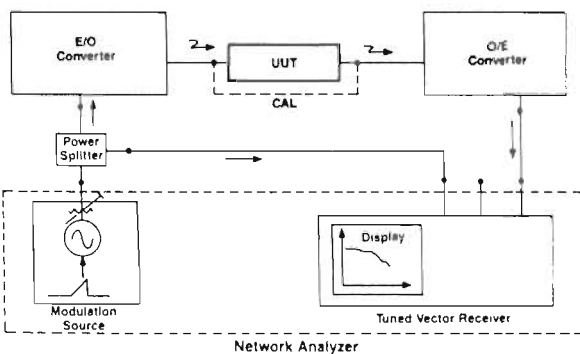 E/O
Converter
UUT
O/E
Converter
CAL
Power
Splitter
Display
Modulation
Source
Tuned Vector Receiver
Network Analyzer